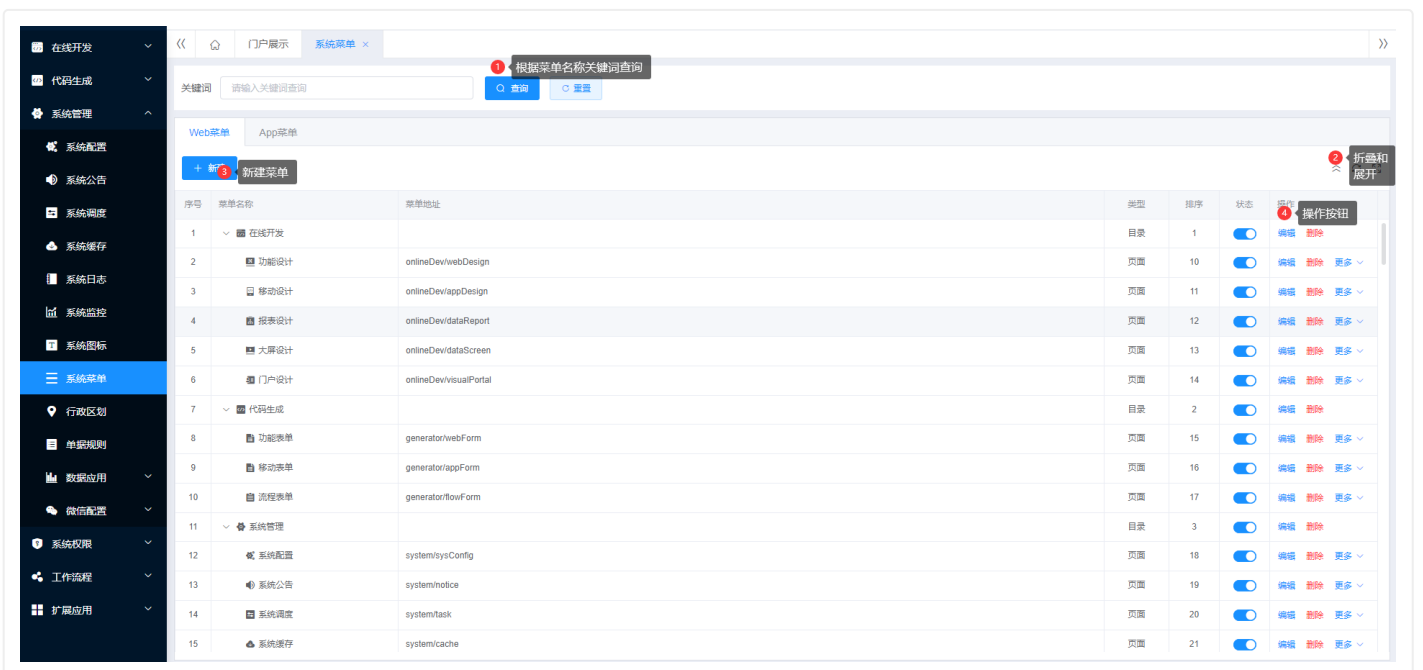 在线开发
代码生成
系统管理
系统配置
系统公告
系统调度
系统缓存
系统日志
系统监控
系统图标
系统菜单
行政区划
单据规则
数据应用
微信配置
系统权限
工作流程
扩展应用
门户展示 系统菜单 ×
1 根据菜单名称关键词查询
关键词 请输入关键词查询 查询 重置
Web菜单 App菜单
+ 新 3 新建菜单
2 折叠和
展开
序号 菜单名称 菜单地址 类型 排序 状态
4 操作按钮
1 在线开发 目录 1 编辑 删除
2 功能设计 onlineDev/webDesign 页面 10 编辑 删除 更多
3 移动设计 onlineDev/appDesign 页面 11 编辑 删除 更多
4 报表设计 onlineDev/dataReport 页面 12 编辑 删除 更多
5 大屏设计 onlineDev/dataScreen 页面 13 编辑 删除 更多
6 门户设计 onlineDev/visualPortal 页面 14 编辑 删除 更多
7 代码生成 目录 2 编辑 删除
8 功能表单 generator/webForm 页面 15 编辑 删除 更多
9 移动表单 generator/appForm 页面 16 编辑 删除 更多
10 流程表单 generator/flowForm 页面 17 编辑 删除 更多
11 系统管理 目录 3 编辑 删除
12 系统配置 system/sysConfig 页面 18 编辑 删除 更多
13 系统公告 system/notice 页面 19 编辑 删除 更多
14 系统调度 system/task 页面 20 编辑 删除 更多
15 系统缓存 system/cache 页面 21 编辑 删除 更多